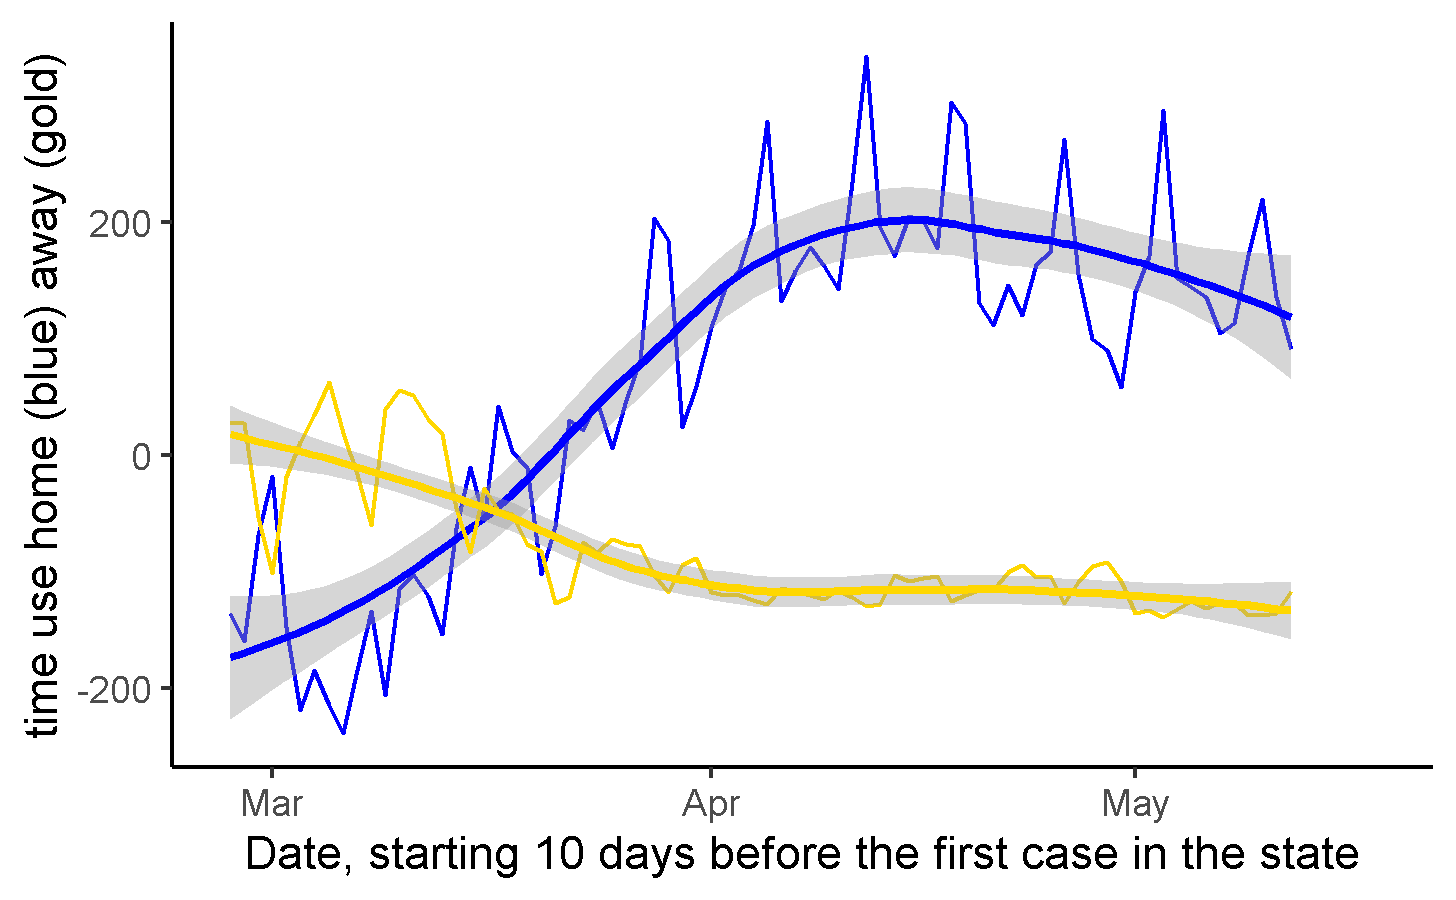 time use home (blue) away (gold)
200
0
-200
Mar
Apr
May
Date, starting 10 days before the first case in the state